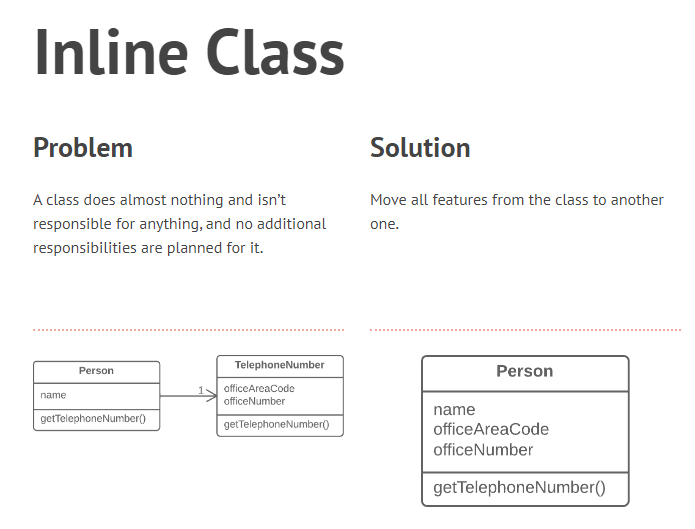 Inline Class
Problem
A class does almost nothing and isn’t
responsible for anything, and no additional
responsibilities are planned for it.
Solution
Move all features from the class to another
one.
Person
name
getTelephoneNumber()
1
TelephoneNumber
officeAreaCode
officeNumber
getTelephoneNumber()
Person
name
officeAreaCode
officeNumber
getTelephoneNumber()